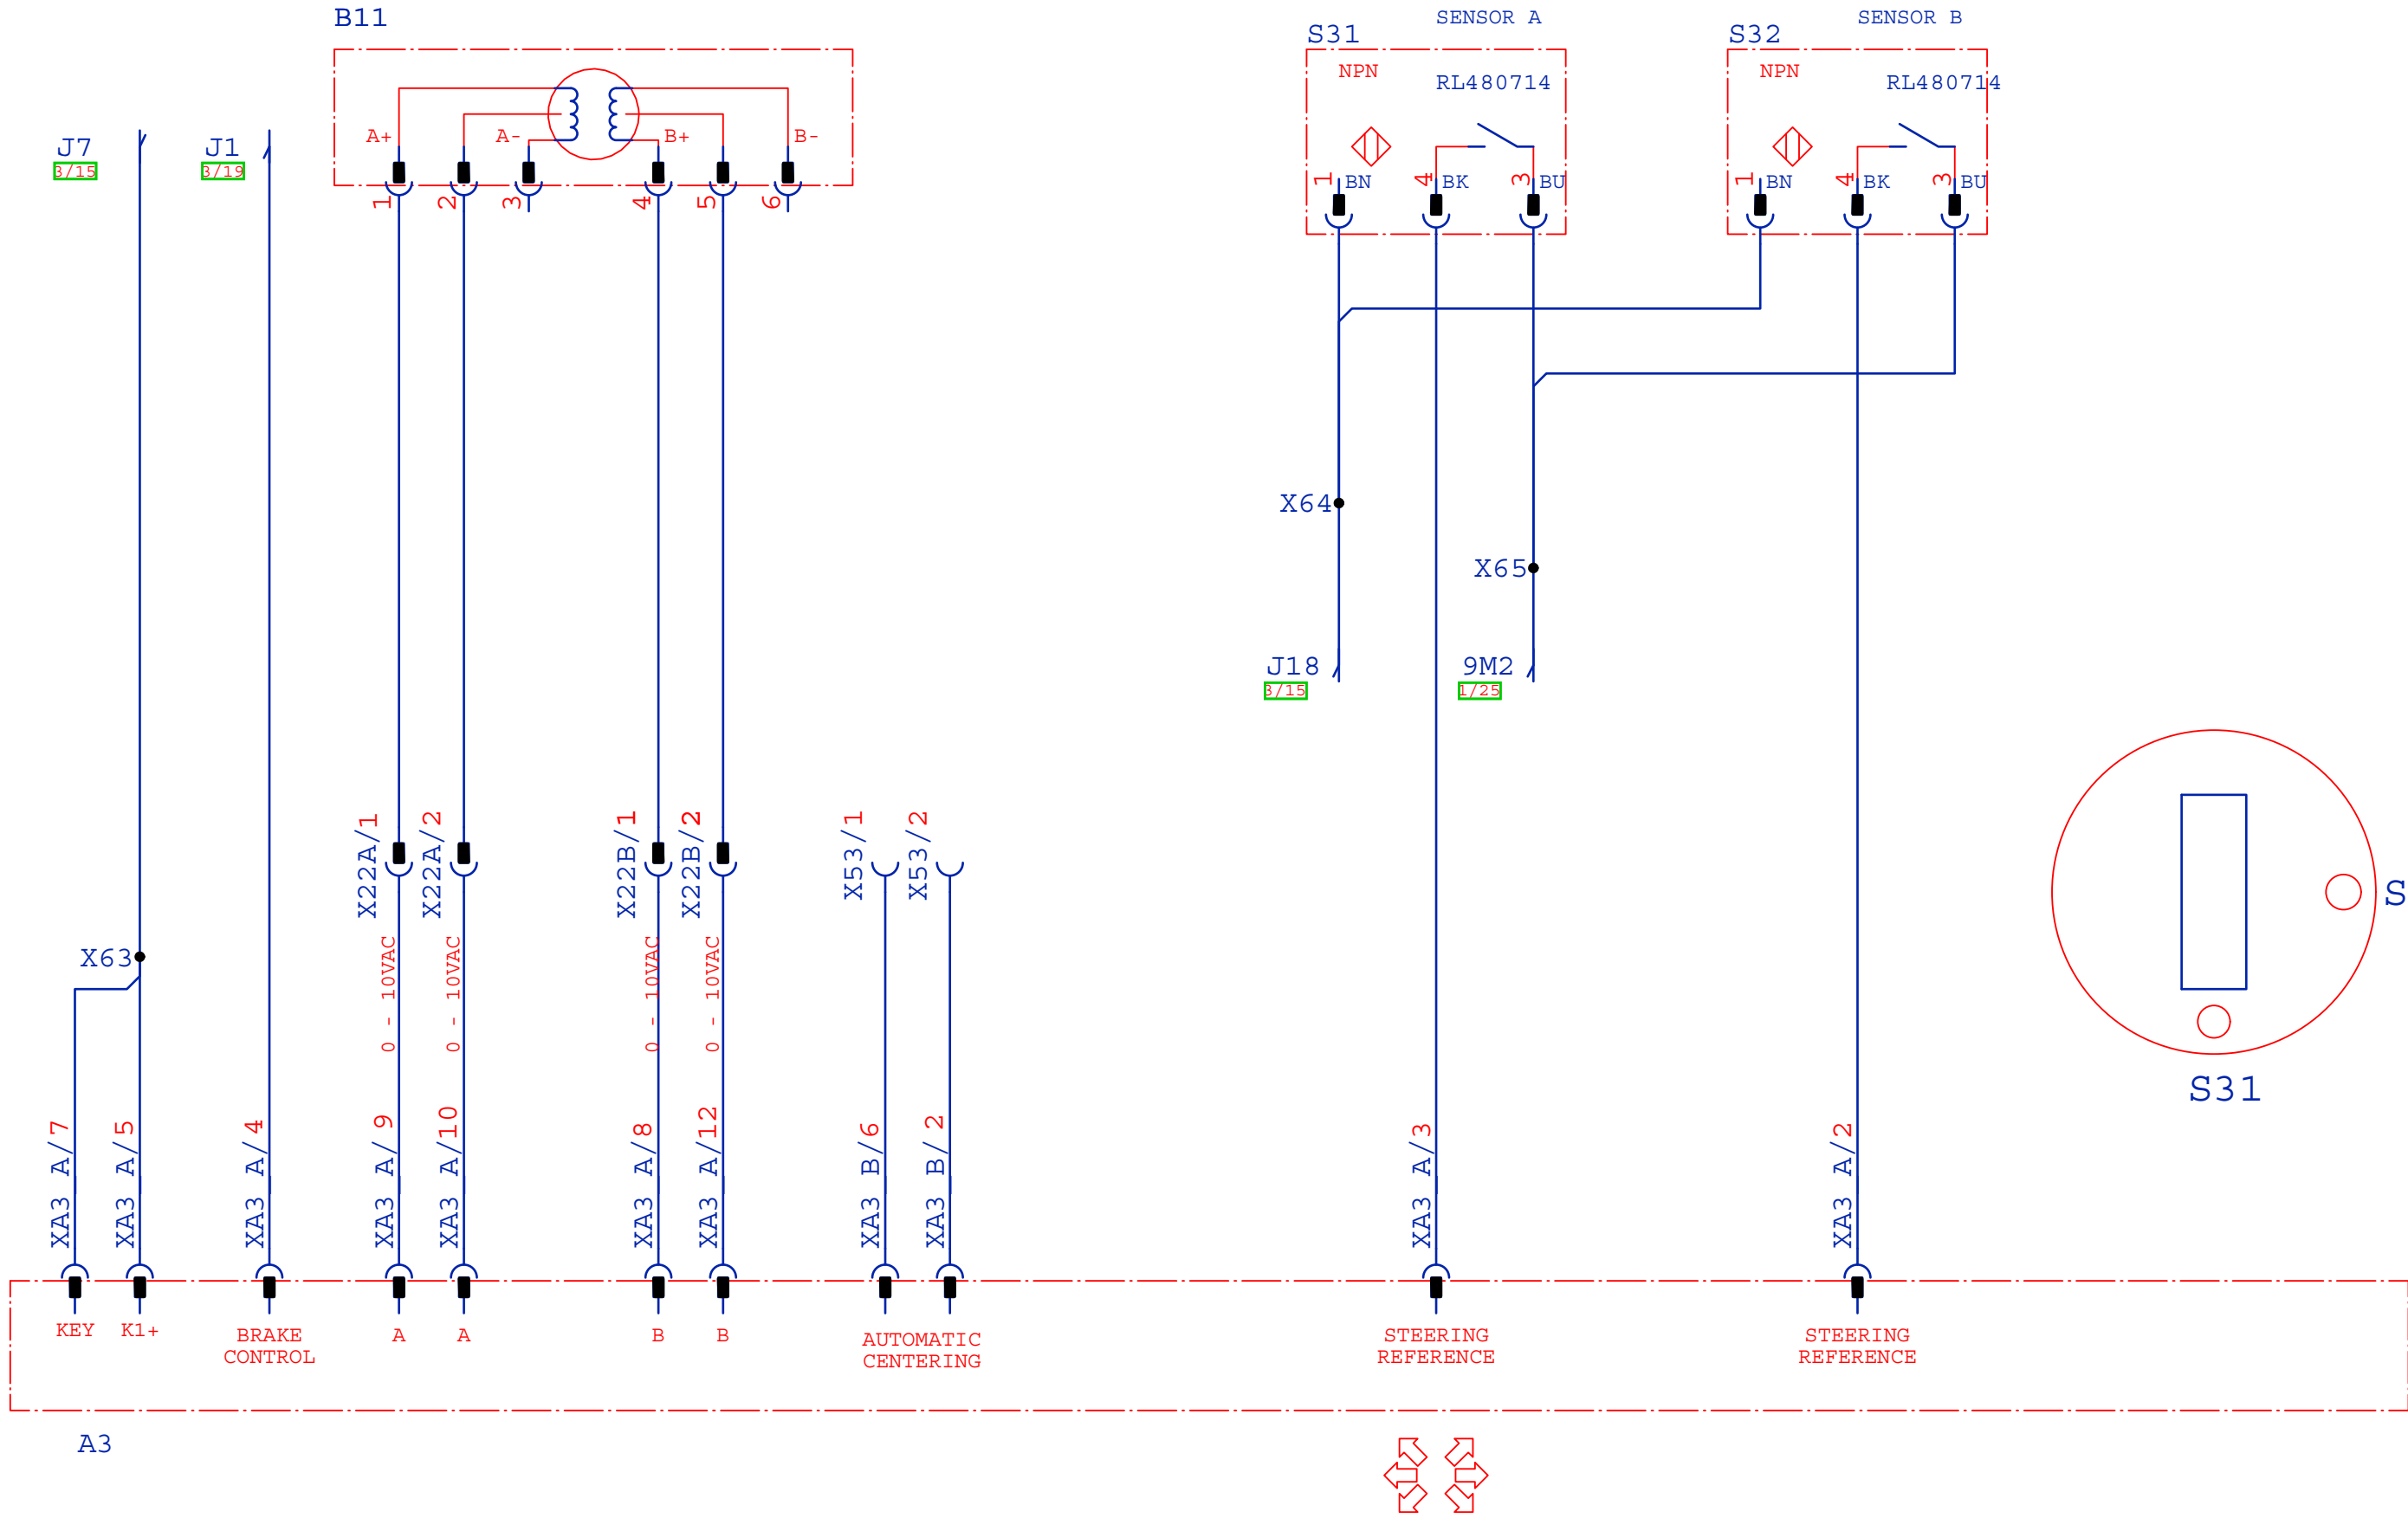 B11
SENSOR A
SENSOR B
S31
S32
NPN
RL480714
NPN
RL480714
J7
3/15
J1
3/19
A+
A-
B+
B-
1
2
3
4
5
6
1
BN
4
BK
3
BU
1
BN
4
BK
3
BU
X64
X65
J18
3/15
9M2
1/25
X22A/1
X22A/2
X22B/1
X22B/2
X53/1
X53/2
S
X63
0 - 10VAC
0 - 10VAC
0 - 10VAC
0 - 10VAC
S31
XA3 A/7
XA3 A/5
XA3 A/4
XA3 A/ 9
XA3 A/10
XA3 A/8
XA3 A/12
XA3 B/6
XA3 B/ 2
XA3 A/3
XA3 A/2
KEY
K1+
BRAKE
CONTROL
A
A
B
B
AUTOMATIC
CENTERING
STEERING
REFERENCE
STEERING
REFERENCE
A3